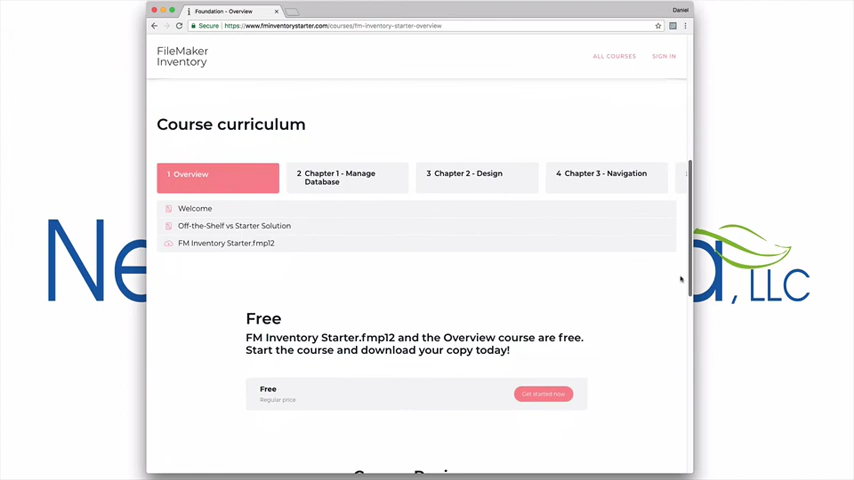 Foundation - Overview
Daniel
Secure
https://www.fminventorystarter.com/courses/fm-inventory-starter-overview
FileMaker
Inventory
ALL COURSES
SIGN IN
Course curriculum
1 Overview
2 Chapter 1 - Manage
Database
3 Chapter 2 - Design
4 Chapter 3 - Navigation
Welcome
Off-the-Shelf vs Starter Solution
FM Inventory Starter.fmp12
Ne
a, LLC
Free
FM Inventory Starter.fmp12 and the Overview course are free.
Start the course and download your copy today!
Free
Regular price
Get started now